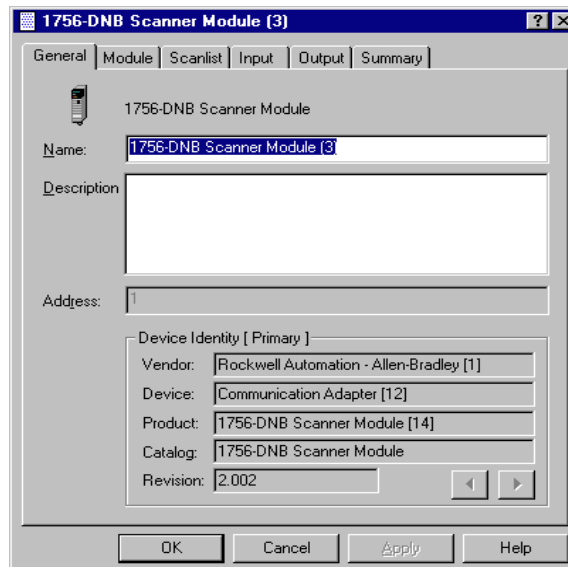 1756-DNB Scanner Module (3)
General Module Scanlist Input Output Summary
1756-DNB Scanner Module
Name: 1756-DNB Scanner Module (3)
Description
Address: 1
Device Identity [ Primary ]
Vendor: Rockwell Automation - Allen-Bradley [1]
Device: Communication Adapter [12]
Product: 1756-DNB Scanner Module [14]
Catalog: 1756-DNB Scanner Module
Revision: 2.002
OK Cancel Apply Help